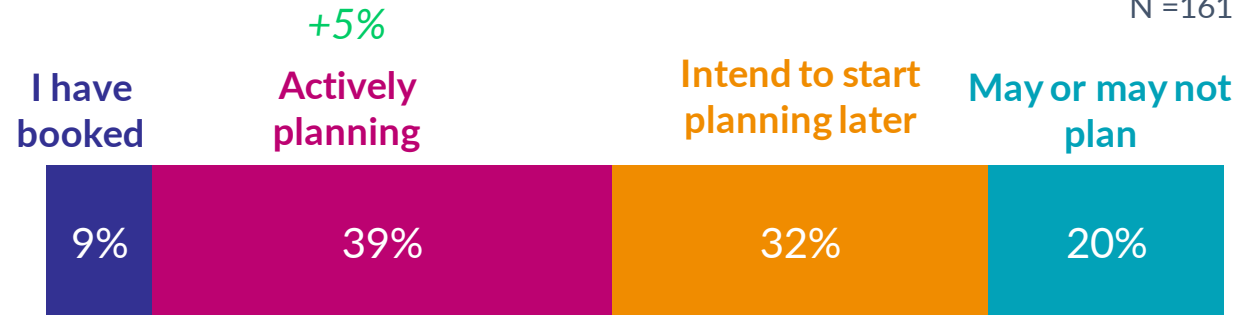 +5%
N =161
I have
booked
Actively
planning
Intend to start
planning later
May or may not
plan
9%
39%
32%
20%